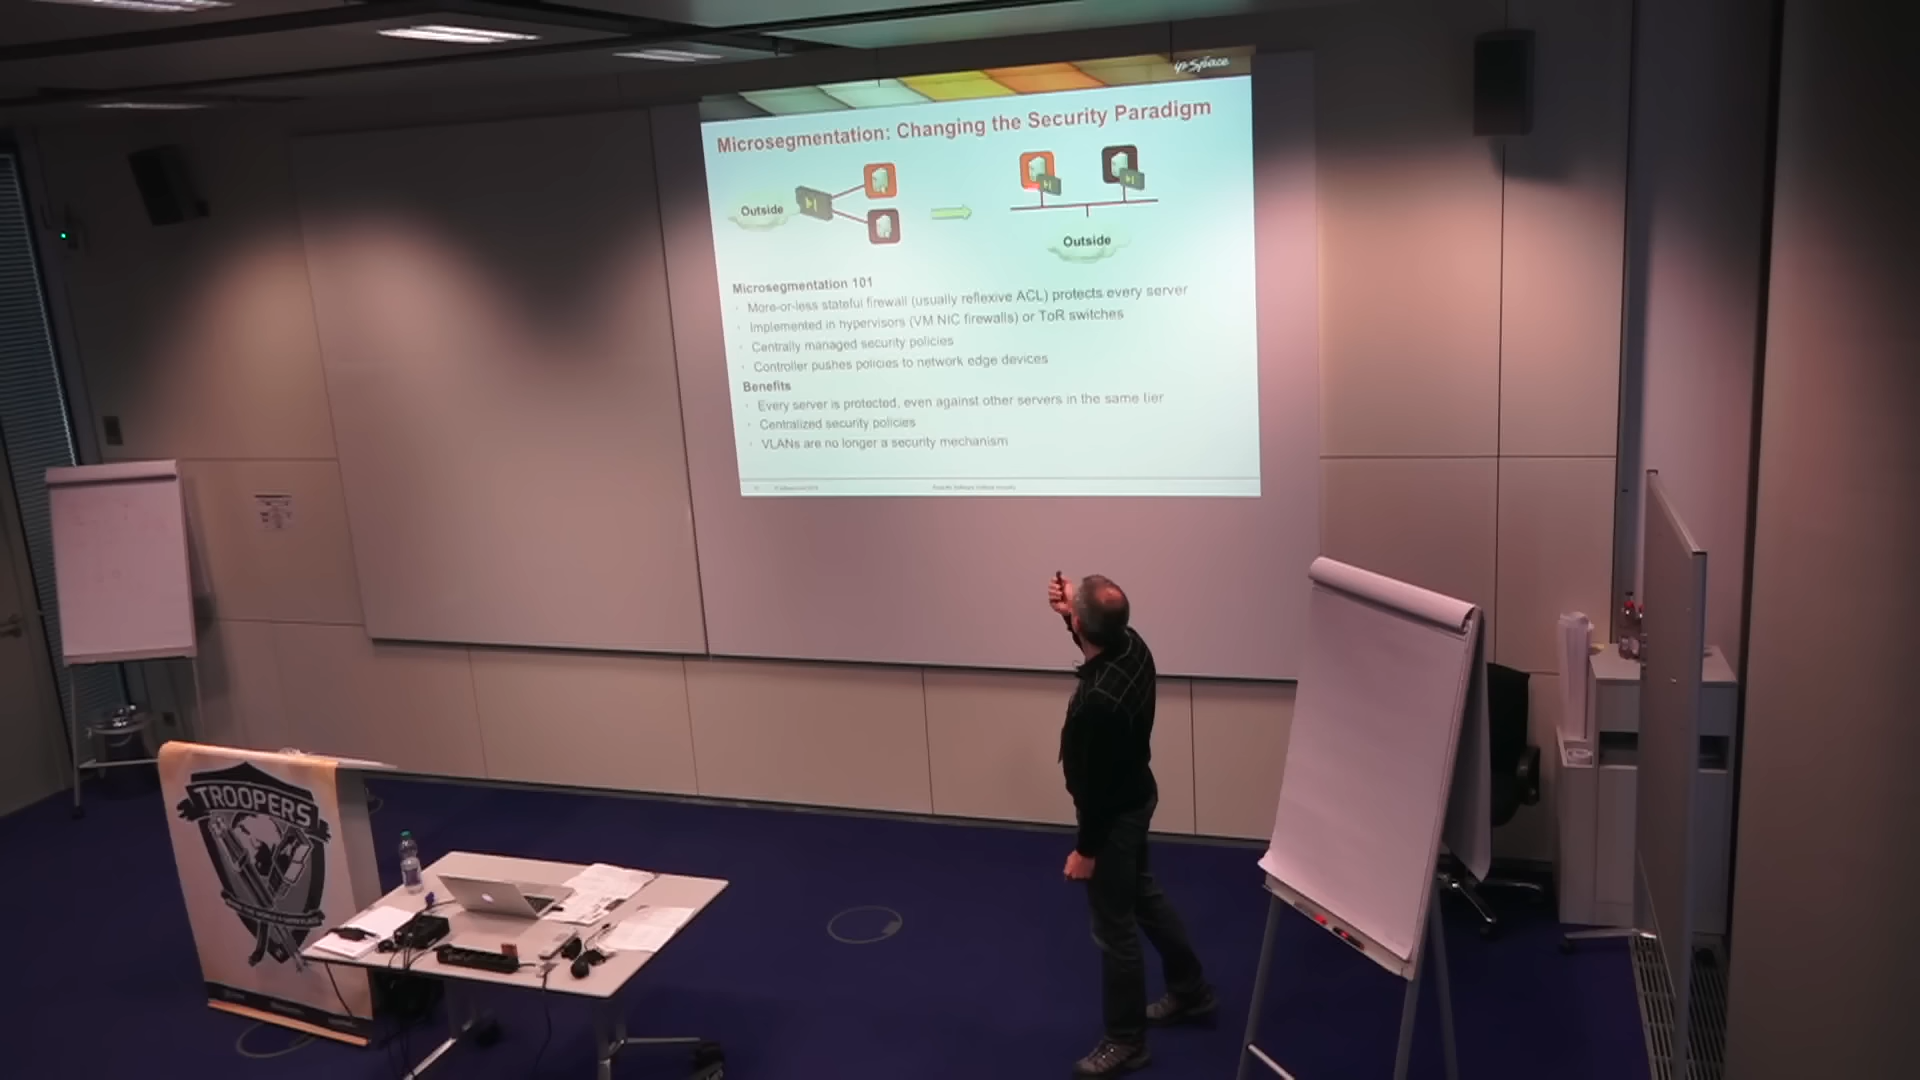 ipSpace
Microsegmentation: Changing the Security Paradigm
Outside
Outside
Microsegmentation 101
More-or-less stateful firewall (usually reflexive ACL) protects every server
Implemented in hypervisors (VM NIC firewalls) or ToR switches
Centrally managed security policies
Controller pushes policies to network edge devices
Benefits
Every server is protected, even against other servers in the same tier
Centralized security policies
VLANs are no longer a security mechanism
TROOPERS